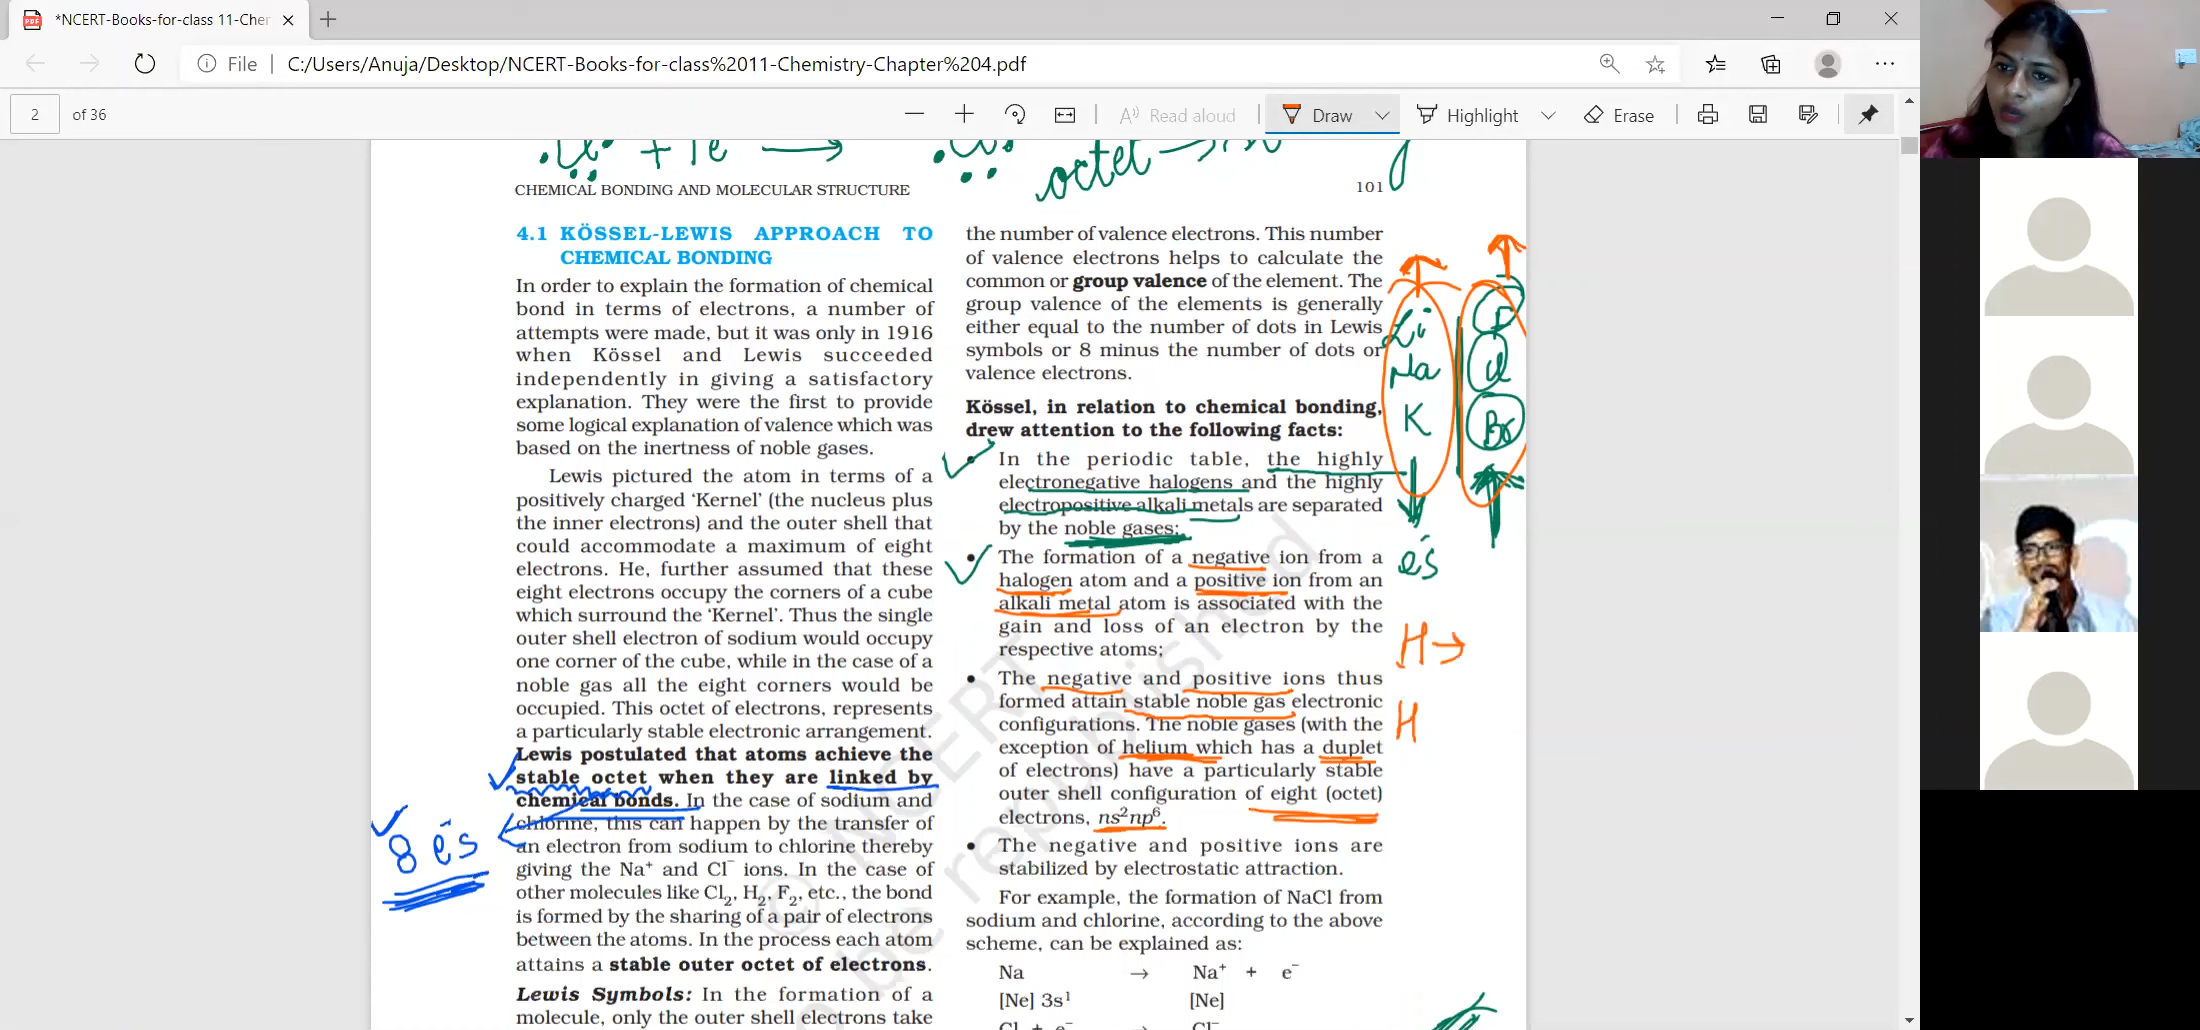 *NCERT-Books-for-class 11-Cher
File | C:/Users/Anuja/Desktop/NCERT-Books-for-class%2011-Chemistry-Chapter%204.pdf
2 of 36
Read aloud
Draw
Highlight
Erase
+ 1e →
octet →
CHEMICAL BONDING AND MOLECULAR STRUCTURE
101
4.1 KÖSSEL-LEWIS APPROACH TO
CHEMICAL BONDING
In order to explain the formation of chemical
bond in terms of electrons, a number of
attempts were made, but it was only in 1916
when Kössel and Lewis succeeded
independently in giving a satisfactory
explanation. They were the first to provide
some logical explanation of valence which was
based on the inertness of noble gases.
Lewis pictured the atom in terms of a
positively charged ‘Kernel’ (the nucleus plus
the inner electrons) and the outer shell that
could accommodate a maximum of eight
electrons. He, further assumed that these
eight electrons occupy the corners of a cube
which surround the ‘Kernel’. Thus the single
outer shell electron of sodium would occupy
one corner of the cube, while in the case of a
noble gas all the eight corners would be
occupied. This octet of electrons, represents
a particularly stable electronic arrangement.
Lewis postulated that atoms achieve the
stable octet when they are linked by
chemical bonds. In the case of sodium and
chlorine, this can happen by the transfer of
an electron from sodium to chlorine thereby
giving the Na⁺ and Cl⁻ ions. In the case of
other molecules like Cl₂, H₂, F₂, etc., the bond
is formed by the sharing of a pair of electrons
between the atoms. In the process each atom
attains a stable outer octet of electrons.
Lewis Symbols: In the formation of a
molecule, only the outer shell electrons take
8 e⁻s
the number of valence electrons. This number
of valence electrons helps to calculate the
common or group valence of the element. The
group valence of the elements is generally
either equal to the number of dots in Lewis
symbols or 8 minus the number of dots or
valence electrons.
Kössel, in relation to chemical bonding,
drew attention to the following facts:
• In the periodic table, the highly
electronegative halogens and the highly
electropositive alkali metals are separated
by the noble gases;
• The formation of a negative ion from a
halogen atom and a positive ion from an
alkali metal atom is associated with the
gain and loss of an electron by the
respective atoms;
• The negative and positive ions thus
formed attain stable noble gas electronic
configurations. The noble gases (with the
exception of helium which has a duplet
of electrons) have a particularly stable
outer shell configuration of eight (octet)
electrons, ns²np⁶.
• The negative and positive ions are
stabilized by electrostatic attraction.
For example, the formation of NaCl from
sodium and chlorine, according to the above
scheme, can be explained as:
Na → Na⁺ + e⁻
[Ne] 3s¹ [Ne]
Cl + e⁻ → Cl⁻
Li F
Na Cl
K Br
e⁻s
H →
H
© NCERT
be republished